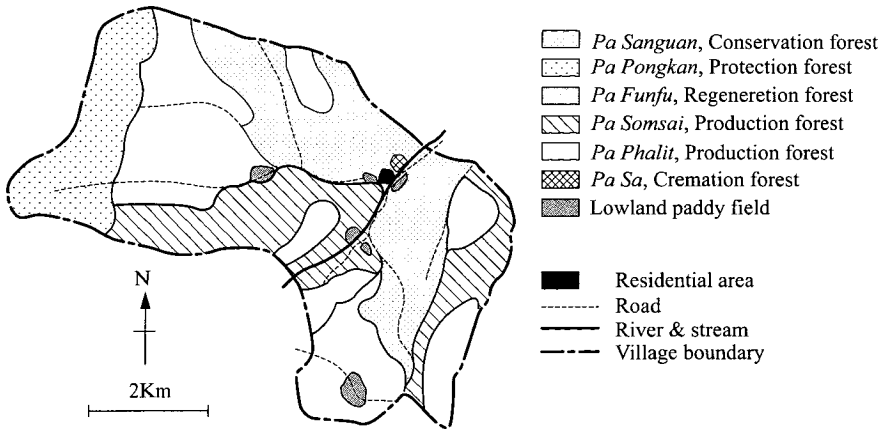 Pa Sanguan, Conservation forest
Pa Pongkan, Protection forest
Pa Funfu, Regeneretion forest
Pa Somsai, Production forest
Pa Phalit, Production forest
Pa Sa, Cremation forest
Lowland paddy field
Residential area
Road
River & stream
Village boundary
N
2Km